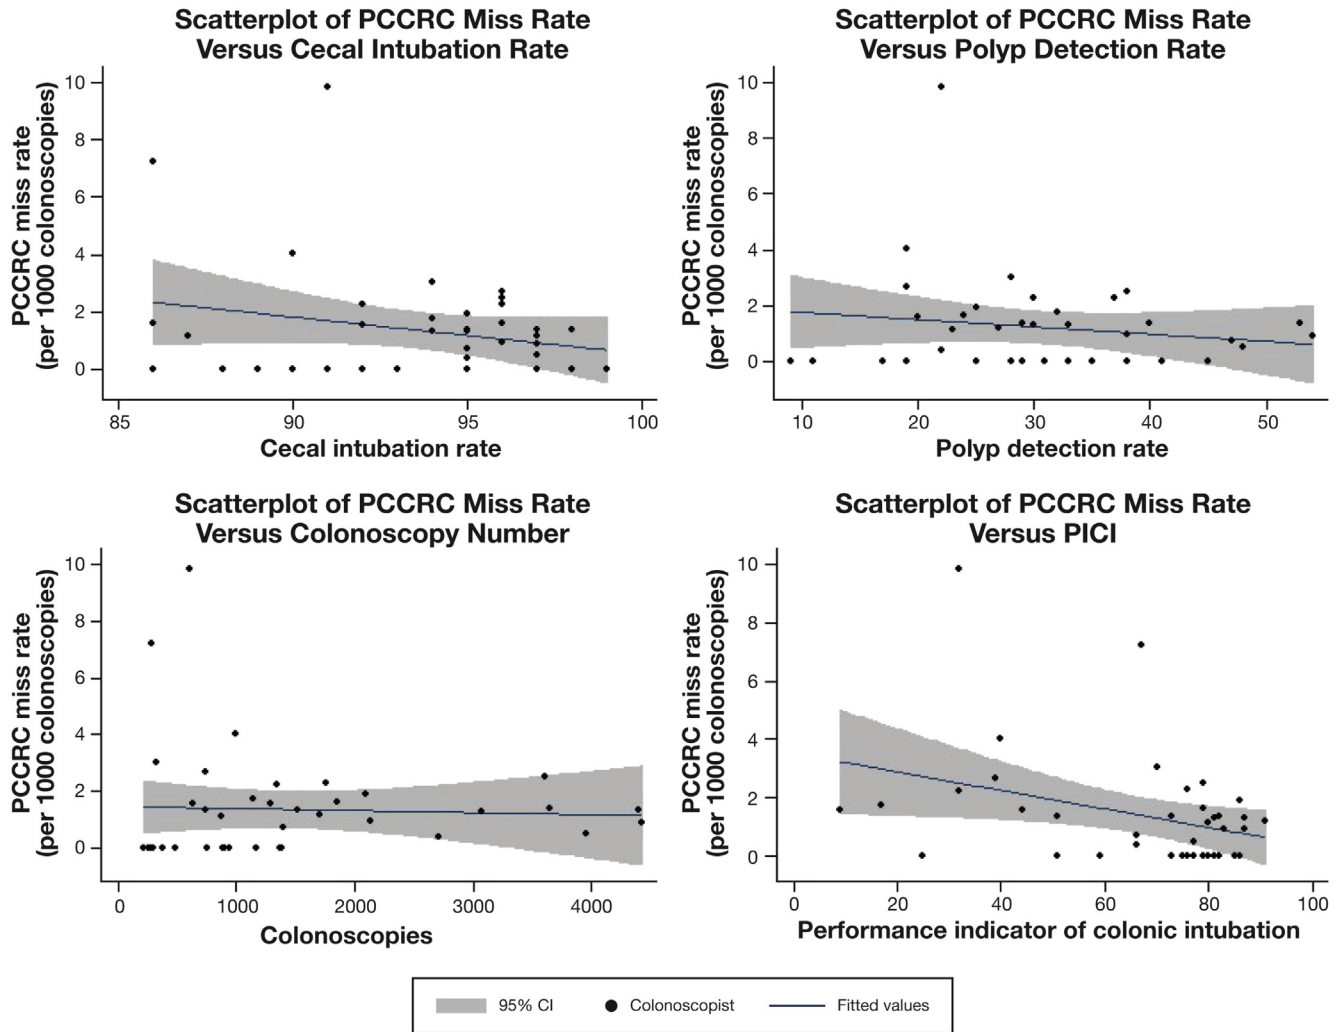 Scatterplot of PCCRC Miss Rate
Versus Cecal Intubation Rate
PCCRC miss rate
(per 1000 colonoscopies)
10
8
6
4
2
0
85
90
95
100
Cecal intubation rate
Scatterplot of PCCRC Miss Rate
Versus Polyp Detection Rate
PCCRC miss rate
(per 1000 colonoscopies)
10
8
6
4
2
0
10
20
30
40
50
Polyp detection rate
Scatterplot of PCCRC Miss Rate
Versus Colonoscopy Number
PCCRC miss rate
(per 1000 colonoscopies)
10
8
6
4
2
0
0
1000
2000
3000
4000
Colonoscopies
Scatterplot of PCCRC Miss Rate
Versus PICI
PCCRC miss rate
(per 1000 colonoscopies)
10
8
6
4
2
0
0
20
40
60
80
100
Performance indicator of colonic intubation
95% CI
Colonoscopist
Fitted values